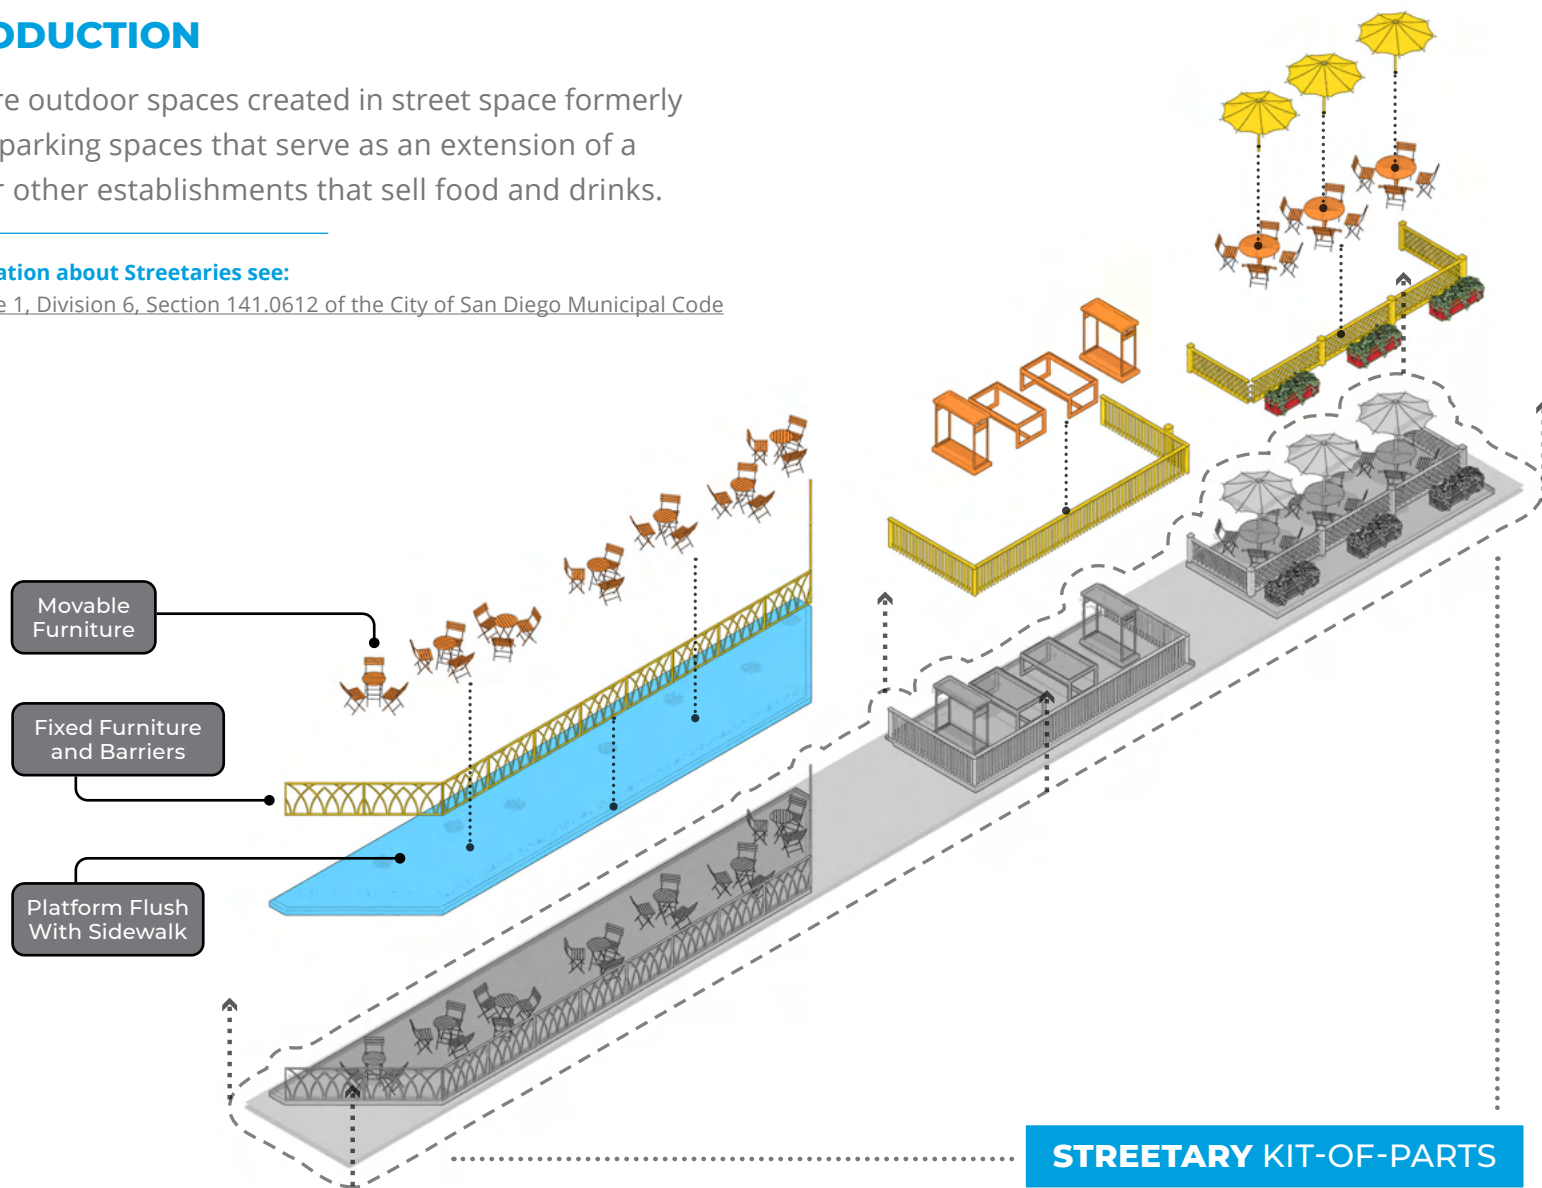 ODUCTION
re outdoor spaces created in street space formerly
parking spaces that serve as an extension of a
r other establishments that sell food and drinks.
ation about Streetaries see:
e 1, Division 6, Section 141.0612 of the City of San Diego Municipal Code
Movable
Furniture
Fixed Furniture
and Barriers
Platform Flush
With Sidewalk
STREETARY KIT-OF-PARTS